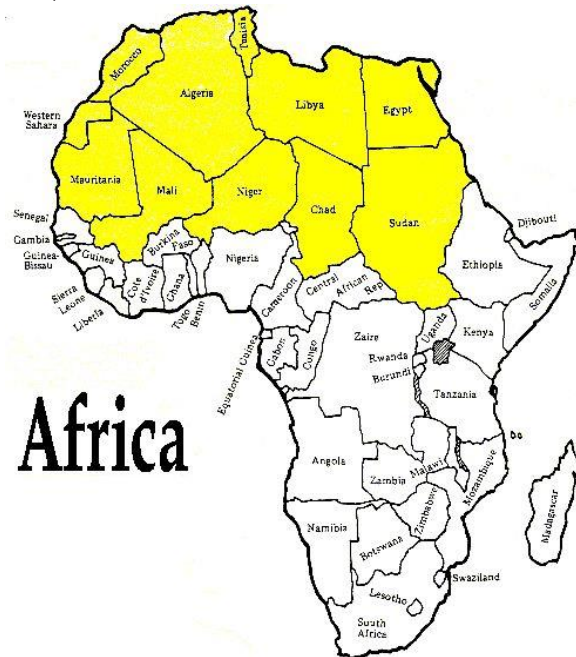 Tunisia
Morocco
Algeria
Libya
Egypt
Western
Sahara
Mauritania
Mali
Niger
Chad
Sudan
Senegal
Gambia
Guinea-
Bissau
Guinea
Sierra
Leone
Liberia
Cote
d'Ivoire
Burkina
Faso
Ghana
Togo
Benin
Nigeria
Cameroon
Central
African
Rep
Djibouti
Ethiopia
Somalia
Equatorial Guinea
Gabon
Congo
Zaire
Uganda
Kenya
Rwanda
Burundi
Tanzania
Africa
Angola
Zambia
Malawi
Mozambique
Zimbabwe
Namibia
Botswana
Madagascar
Swaziland
Lesotho
South
Africa